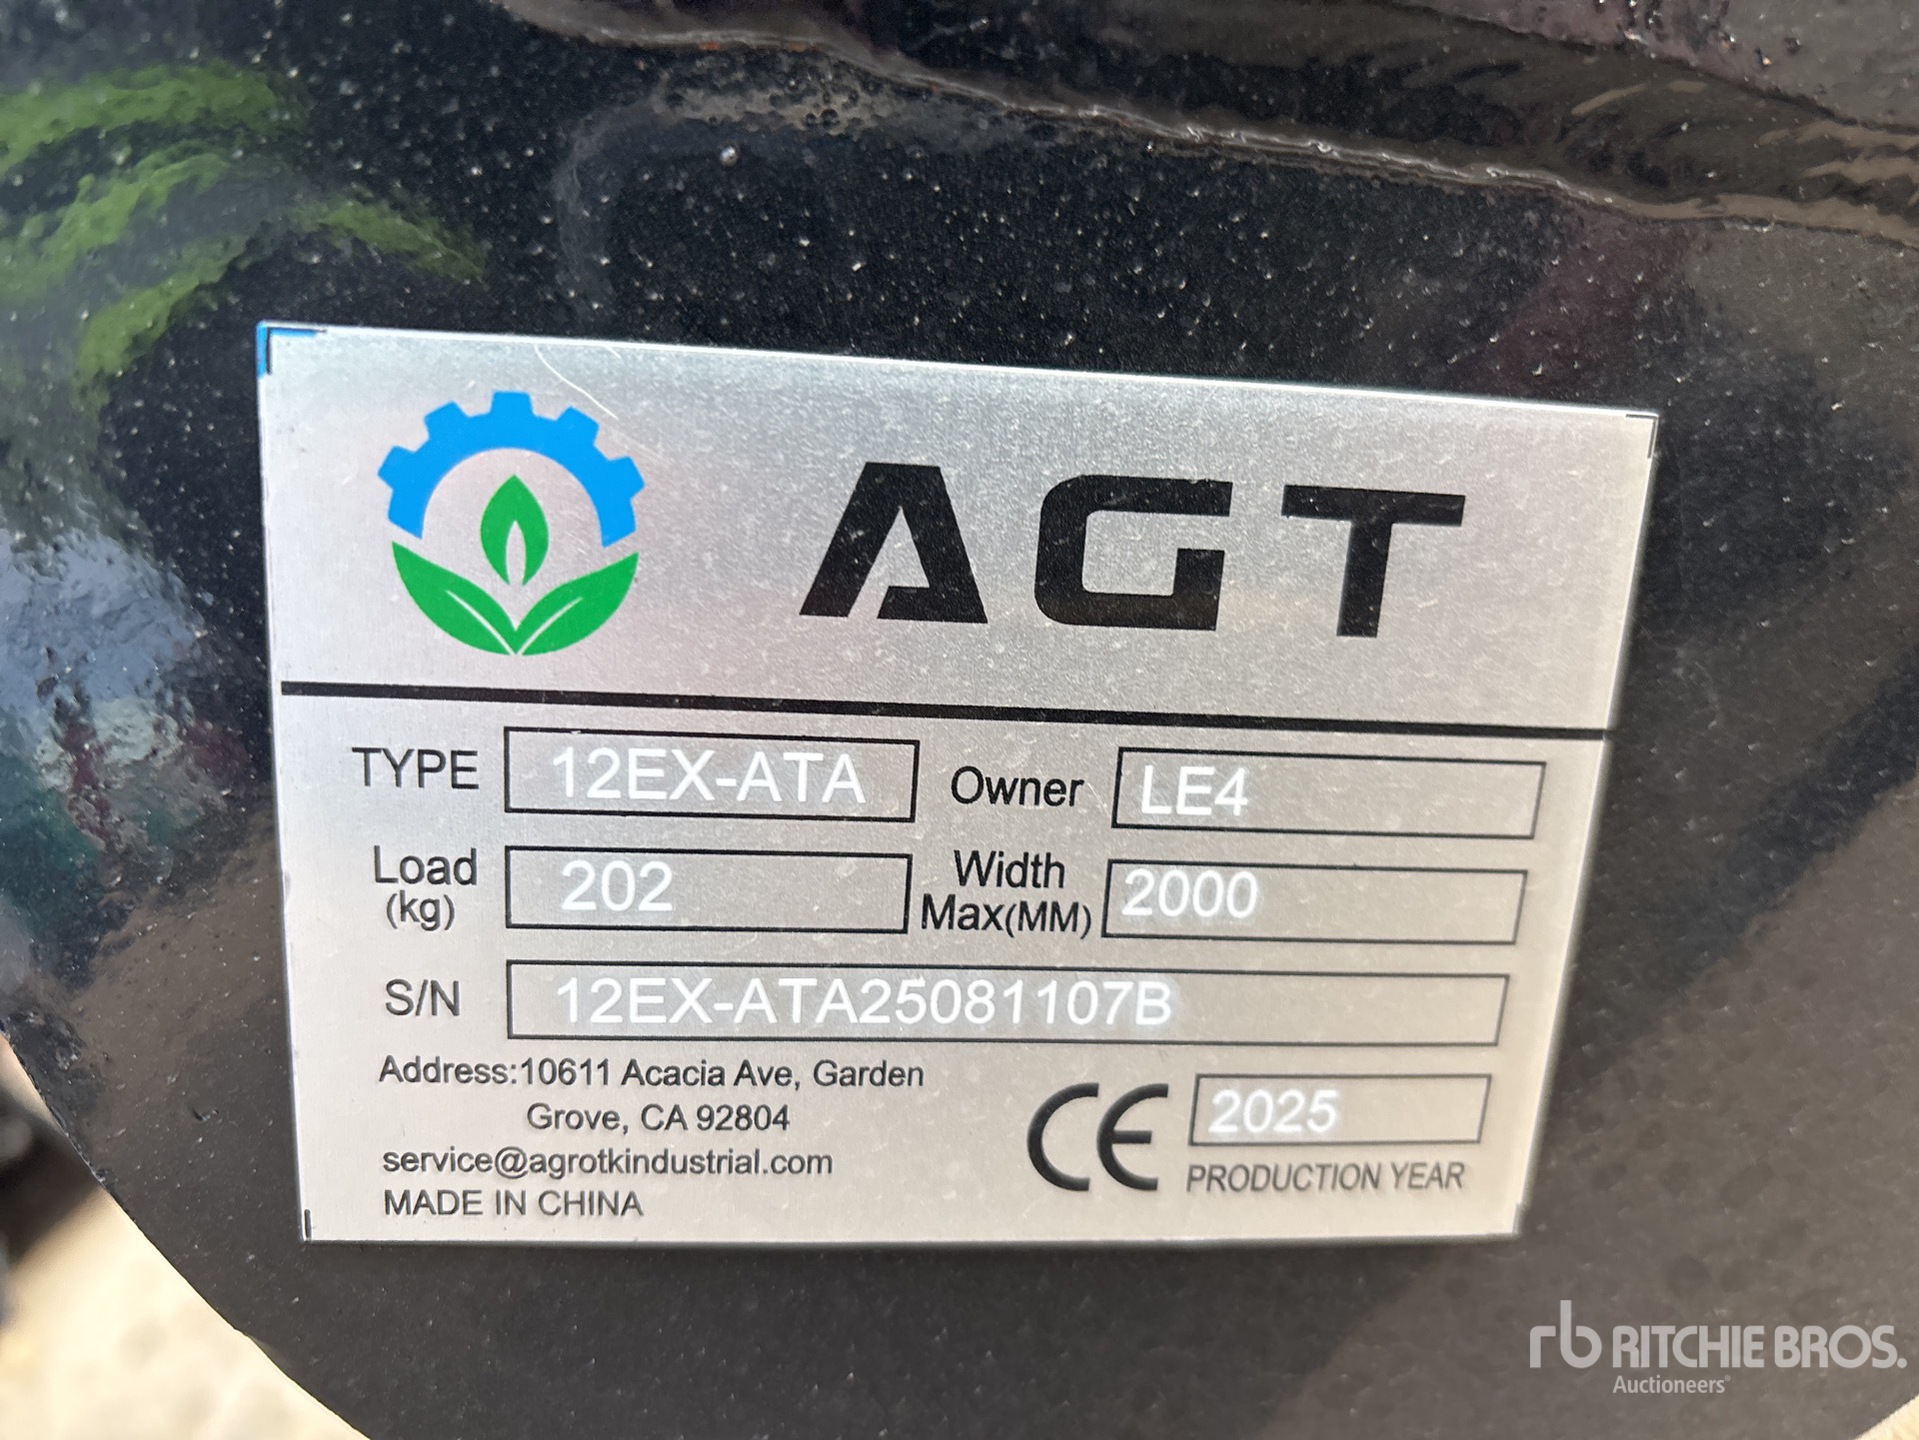 AGT
TYPE 12EX-ATA Owner LE4
Load (kg) 202 Width Max(MM) 2000
S/N 12EX-ATA25081107B
Address:10611 Acacia Ave, Garden
Grove, CA 92804
service@agrotkindustrial.com
MADE IN CHINA
CE 2025
PRODUCTION YEAR
rb RITCHIE BROS.
Auctioneers®